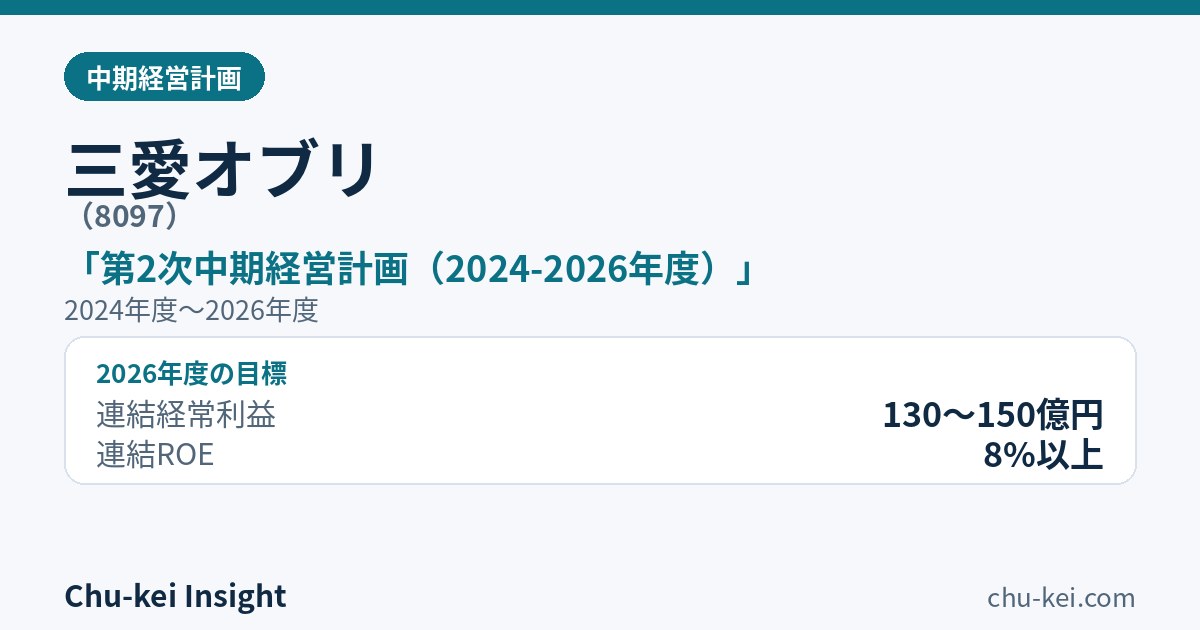 中期経営計画
三愛オブリ
（8097）
「第2次中期経営計画（2024-2026年度）」
2024年度〜2026年度
2026年度の目標
連結経常利益 130〜150億円
連結ROE 8%以上
Chu-kei Insight chu-kei.com